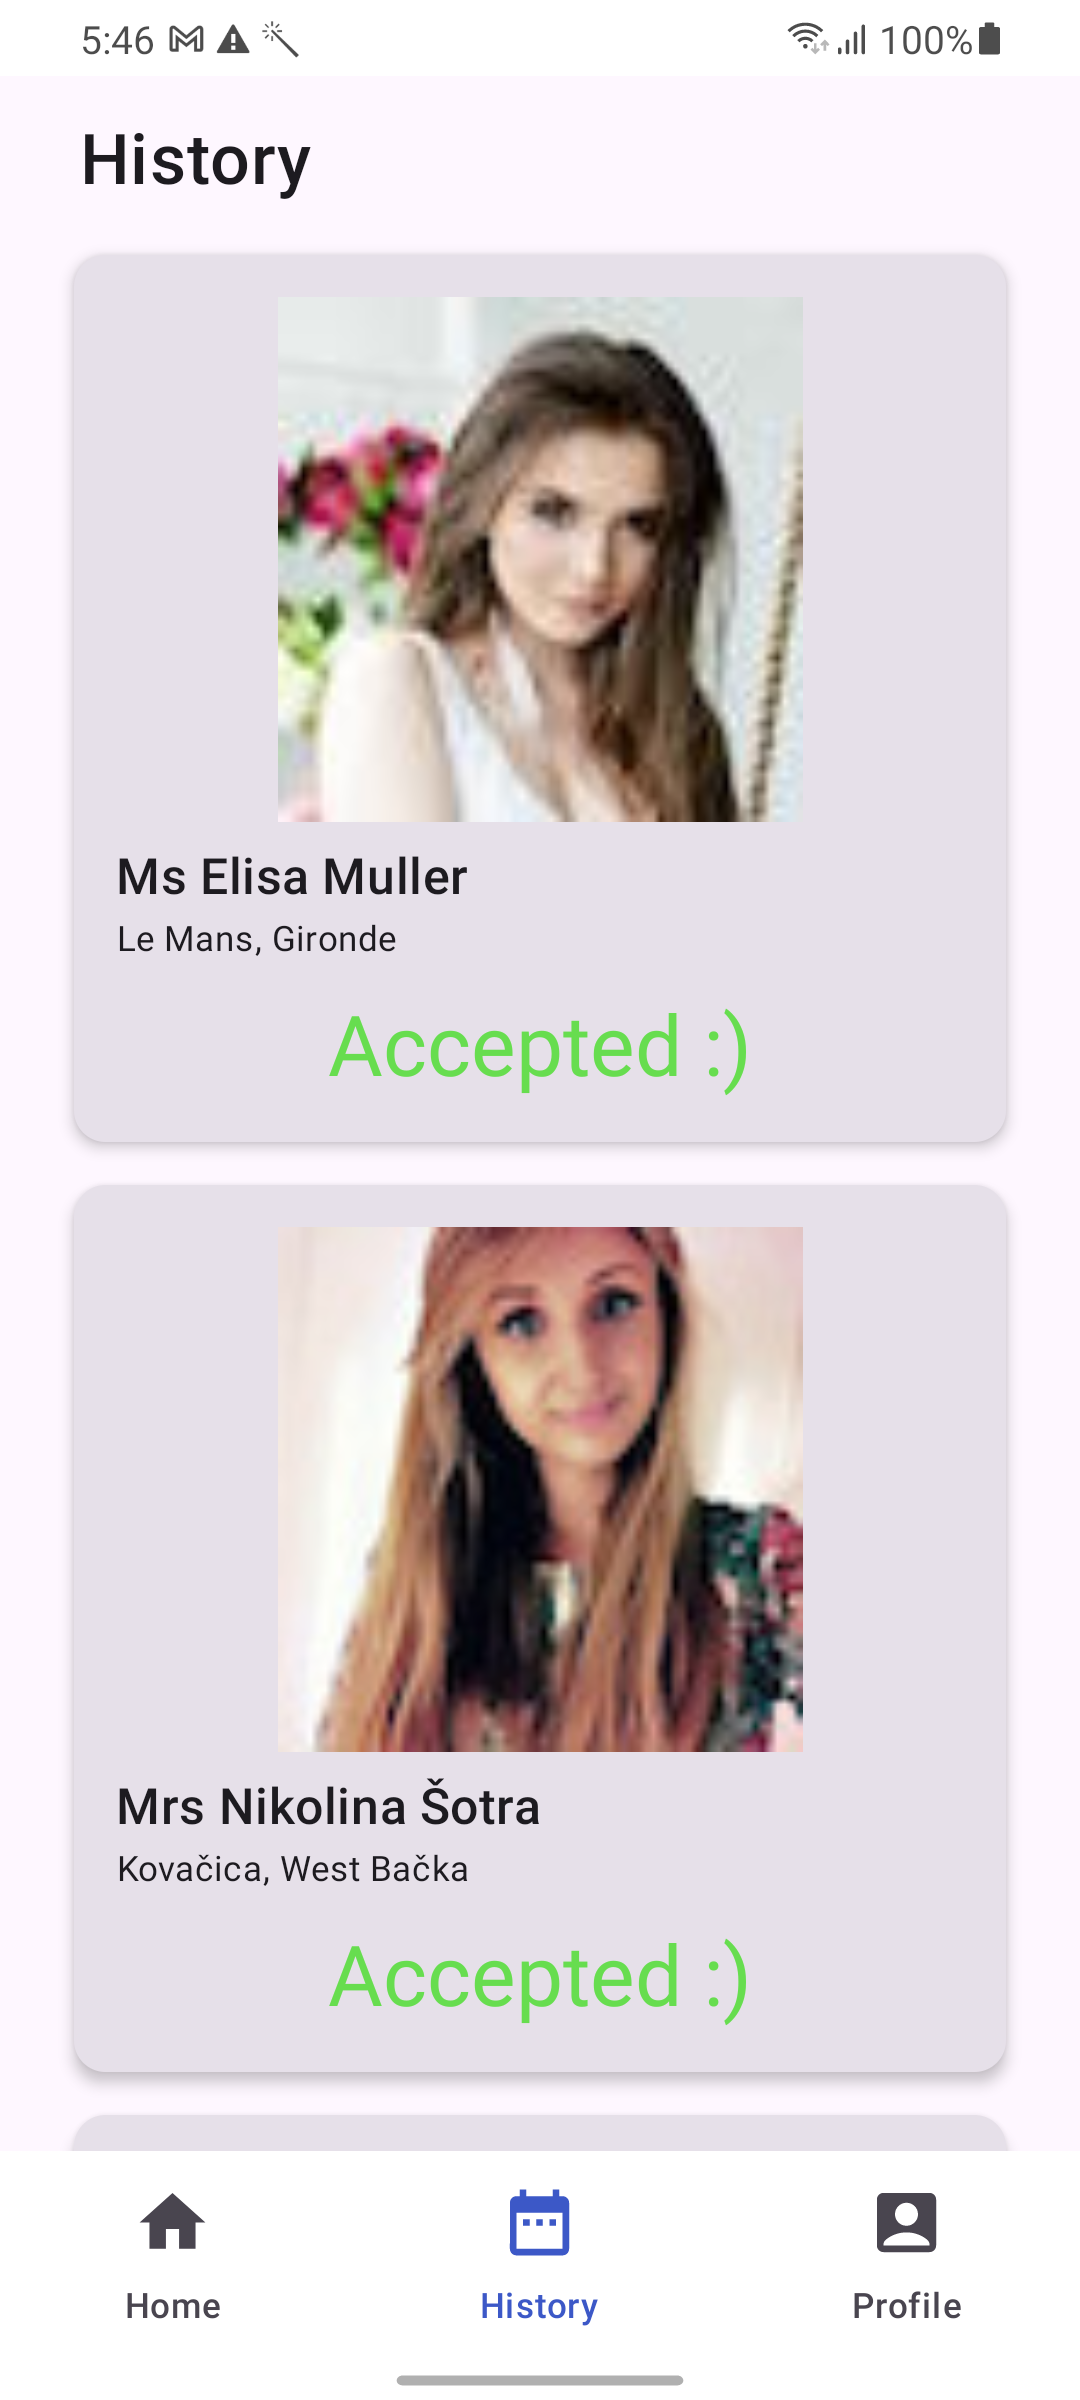 5:46 100%
History
Ms Elisa Muller
Le Mans, Gironde
Accepted :)
Mrs Nikolina Šotra
Kovačica, West Bačka
Accepted :)
Home History Profile